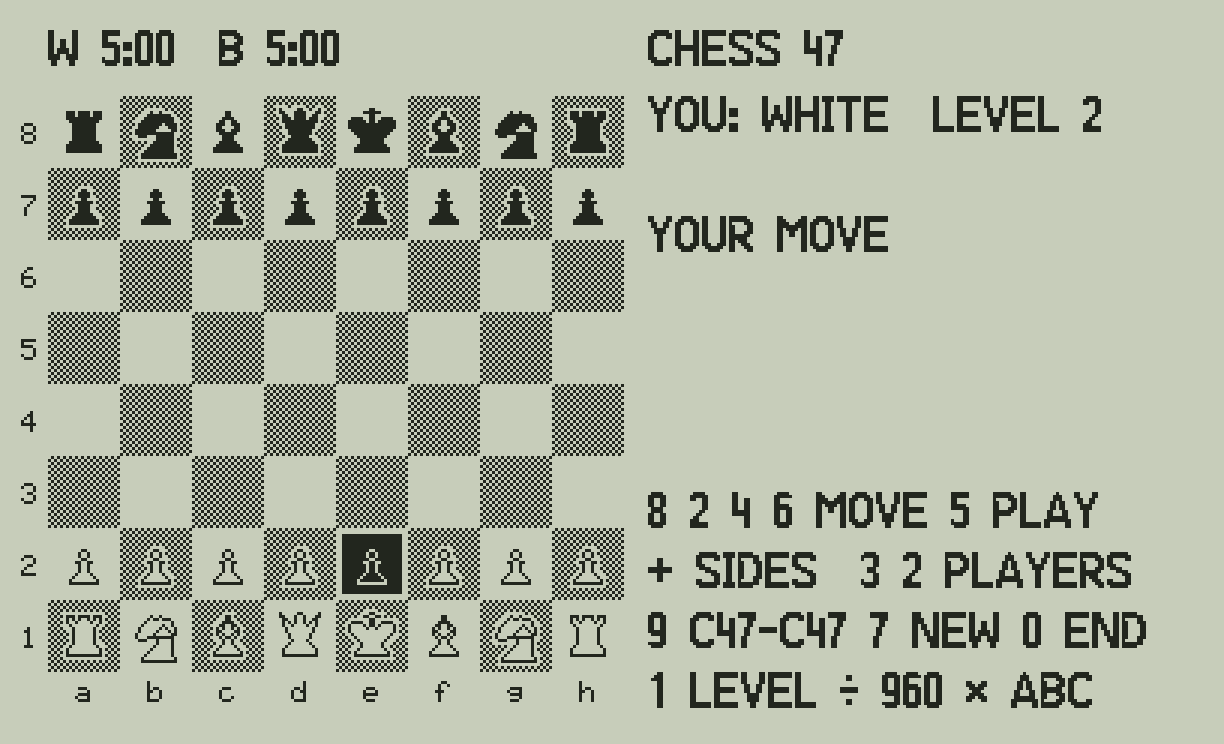 W 5:00 B 5:00
8
7
6
5
4
3
2
1
a b c d e f g h
CHESS 47
YOU: WHITE LEVEL 2
YOUR MOVE
8 2 4 6 MOVE 5 PLAY
+ SIDES 3 2 PLAYERS
9 C47-C47 7 NEW 0 END
1 LEVEL ÷ 960 × ABC